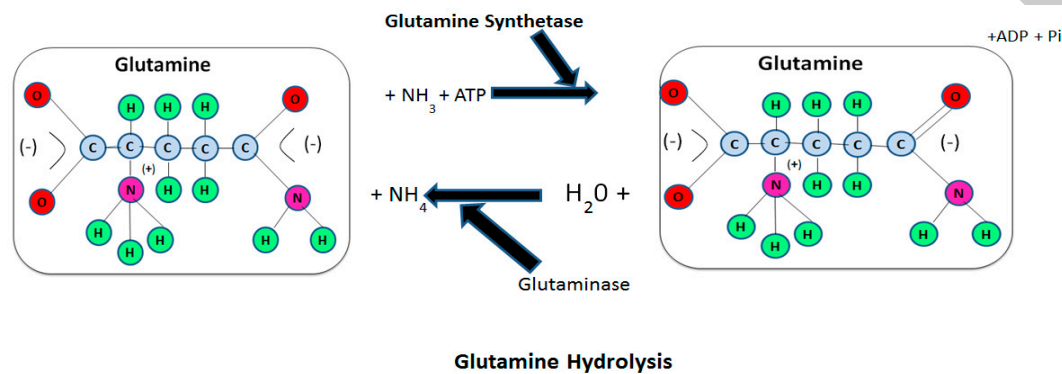 Glutamine Synthetase
+ADP + Pi
Glutamine
O H H H O
(-) C C C C C (-)
(+)
O N H H N
H H H H H
+ NH3 + ATP
+ NH4
H2O +
Glutaminase
Glutamine
O H H H O
(-) C C C C C (-)
(+)
O N H H N
H H H H H
Glutamine Hydrolysis